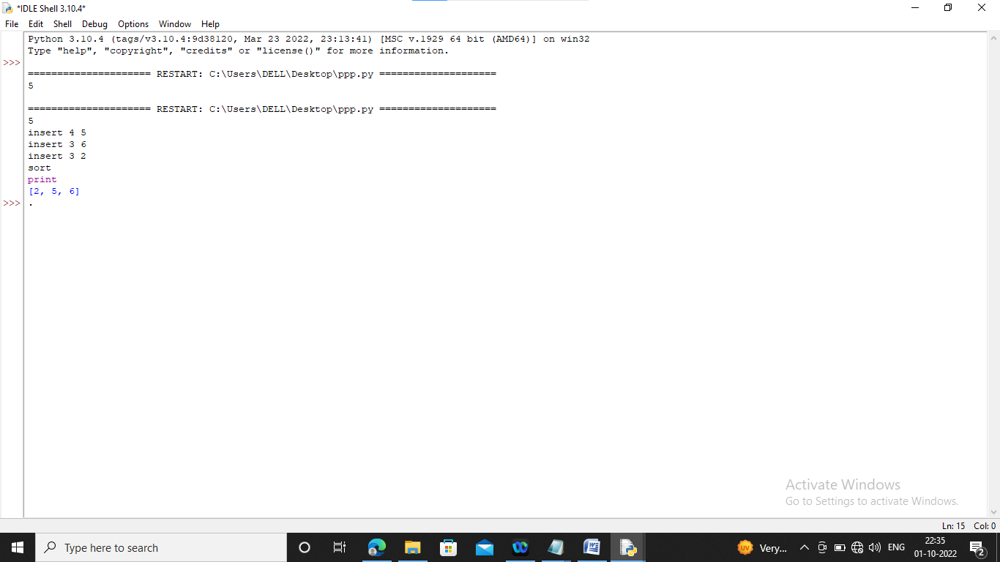 *IDLE Shell 3.10.4*
File Edit Shell Debug Options Window Help
Python 3.10.4 (tags/v3.10.4:9d38120, Mar 23 2022, 23:13:41) [MSC v.1929 64 bit (AMD64)] on win32
Type "help", "copyright", "credits" or "license()" for more information.
>>>
===================== RESTART: C:\Users\DELL\Desktop\ppp.py ====================
5
===================== RESTART: C:\Users\DELL\Desktop\ppp.py ====================
5
insert 4 5
insert 3 6
insert 3 2
sort
print
[2, 5, 6]
>>> .
Activate Windows
Go to Settings to activate Windows.
Ln: 15 Col: 0
Type here to search
UV
Very...
ENG
22:35
01-10-2022
2